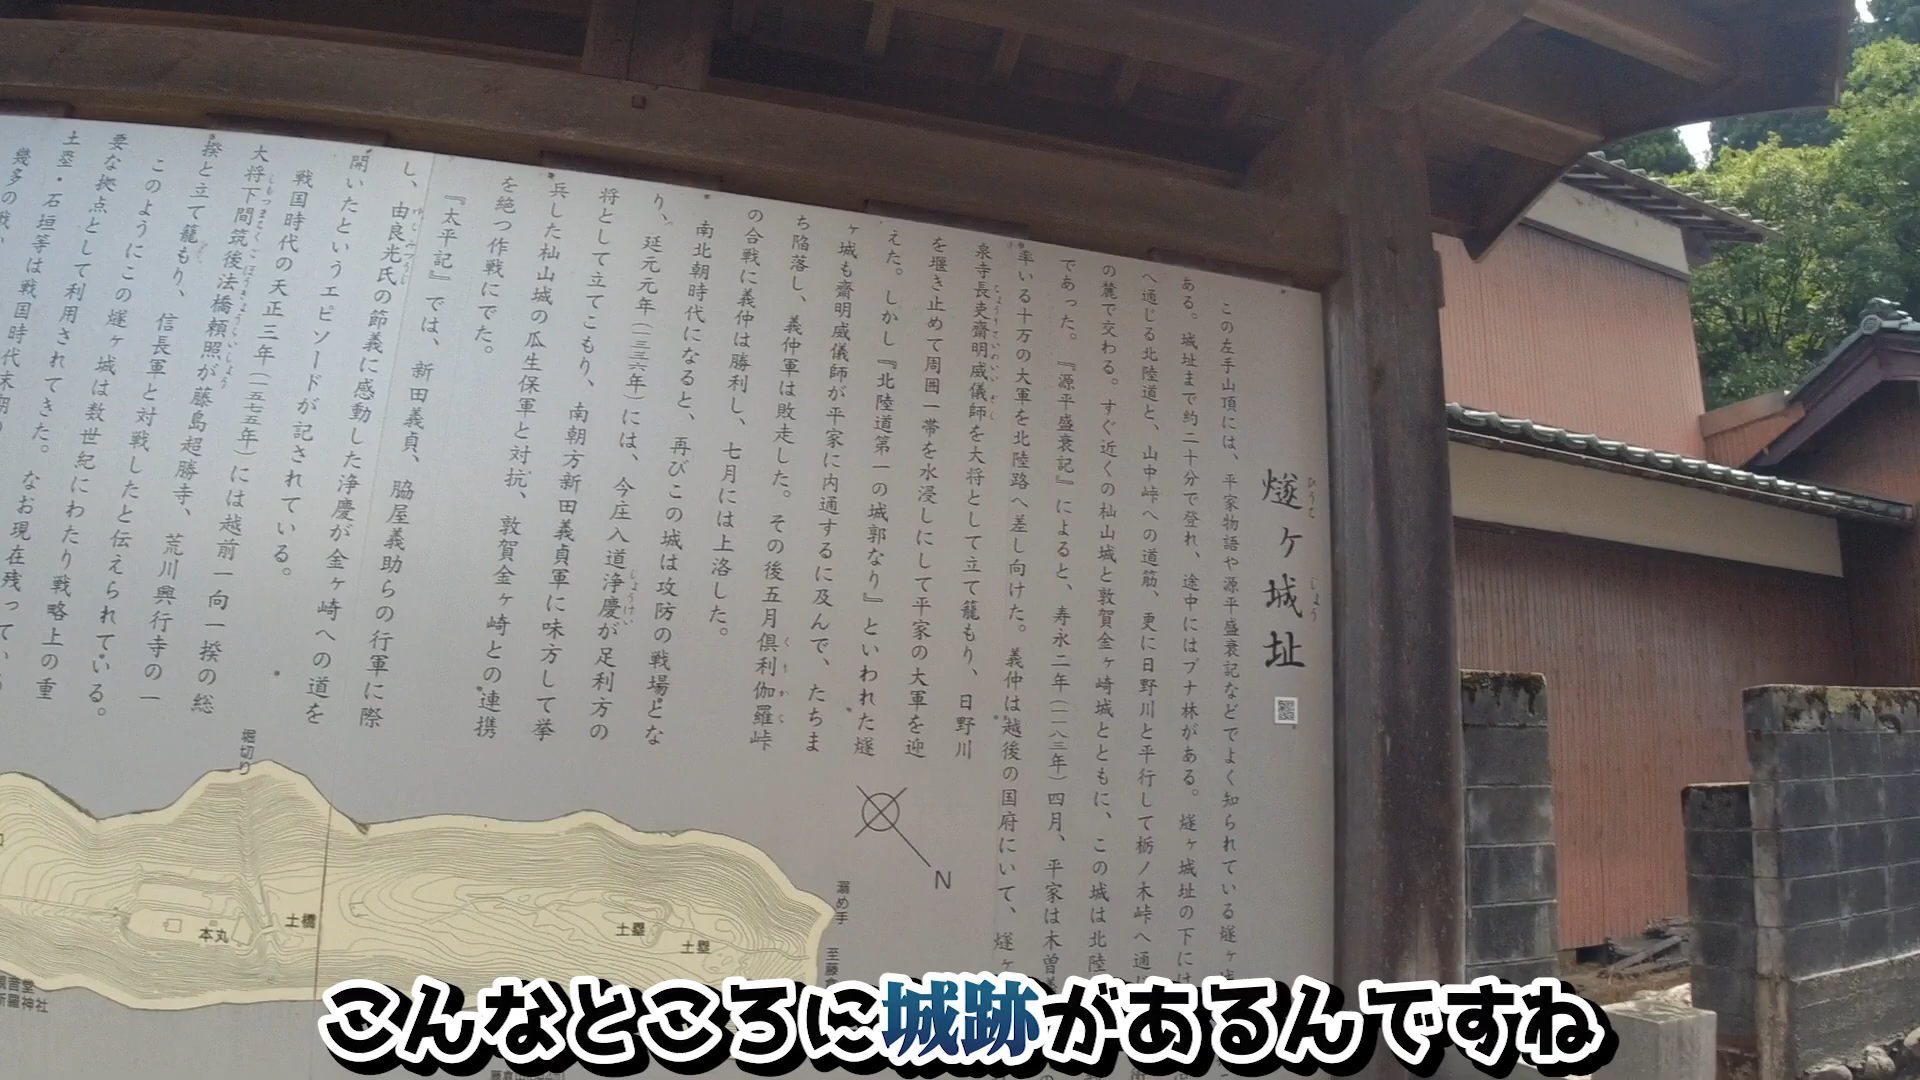 燧ヶ城址
ひうち
じょう
この左手山頂には、平家物語や源平盛衰記などでよく知られている燧ヶ
ある。城址まで約二十分で登れ、途中にはブナ林がある。燧ヶ城址の下には
へ通じる北陸道と、山中峠への道筋、更に日野川と平行して栃ノ木峠へ通
の麓で交わる。すぐ近くの杣山城と敦賀金ヶ崎城とともに、この城は北陸
であった。『源平盛衰記』によると、寿永二年(一一八三年)四月、平家は木曽
率いる十万の大軍を北陸路へ差し向けた。義仲は越後の国府にいて、燧ヶ
泉寺長吏齋明威儀師を大将として立て籠もり、日野川
を堰き止めて周囲一帯を水浸しにして平家の大軍を迎
えた。しかし『北陸道第一の城郭なり』といわれた燧
ヶ城も齋明威儀師が平家に内通するに及んで、たちま
ち陥落し、義仲軍は敗走した。その後五月倶利伽羅峠
くりから
の合戦に義仲は勝利し、七月には上洛した。
南北朝時代になると、再びこの城は攻防の戦場とな
り、延元元年(一三三六年)には、今庄入道浄慶が足利方の
じょうけい
将として立てこもり、南朝方新田義貞軍に味方して挙
兵した杣山城の瓜生保軍と対抗、敦賀金ヶ崎との連携
を絶つ作戦にでた。
『太平記』では、新田義貞、脇屋義助らの行軍に際
し、由良光氏の節義に感動した浄慶が金ヶ崎への道を
開いたというエピソードが記されている。
戦国時代の天正三年(一五七五年)には越前一向一揆の総
大将下間筑後法橋頼照が藤島超勝寺、荒川興行寺の一
揆と立て籠もり、信長軍と対戦したと伝えられている。
このようにこの燧ヶ城は数世紀にわたり戦略上の重
要な拠点として利用されてきた。なお現在残ってい
土塁・石垣等は戦国時代末期
幾多の戦
堀切り
本丸
土橋
土塁
土塁
溺め手
至藤
N
観音堂
新羅神社
こんなところに城跡があるんですね